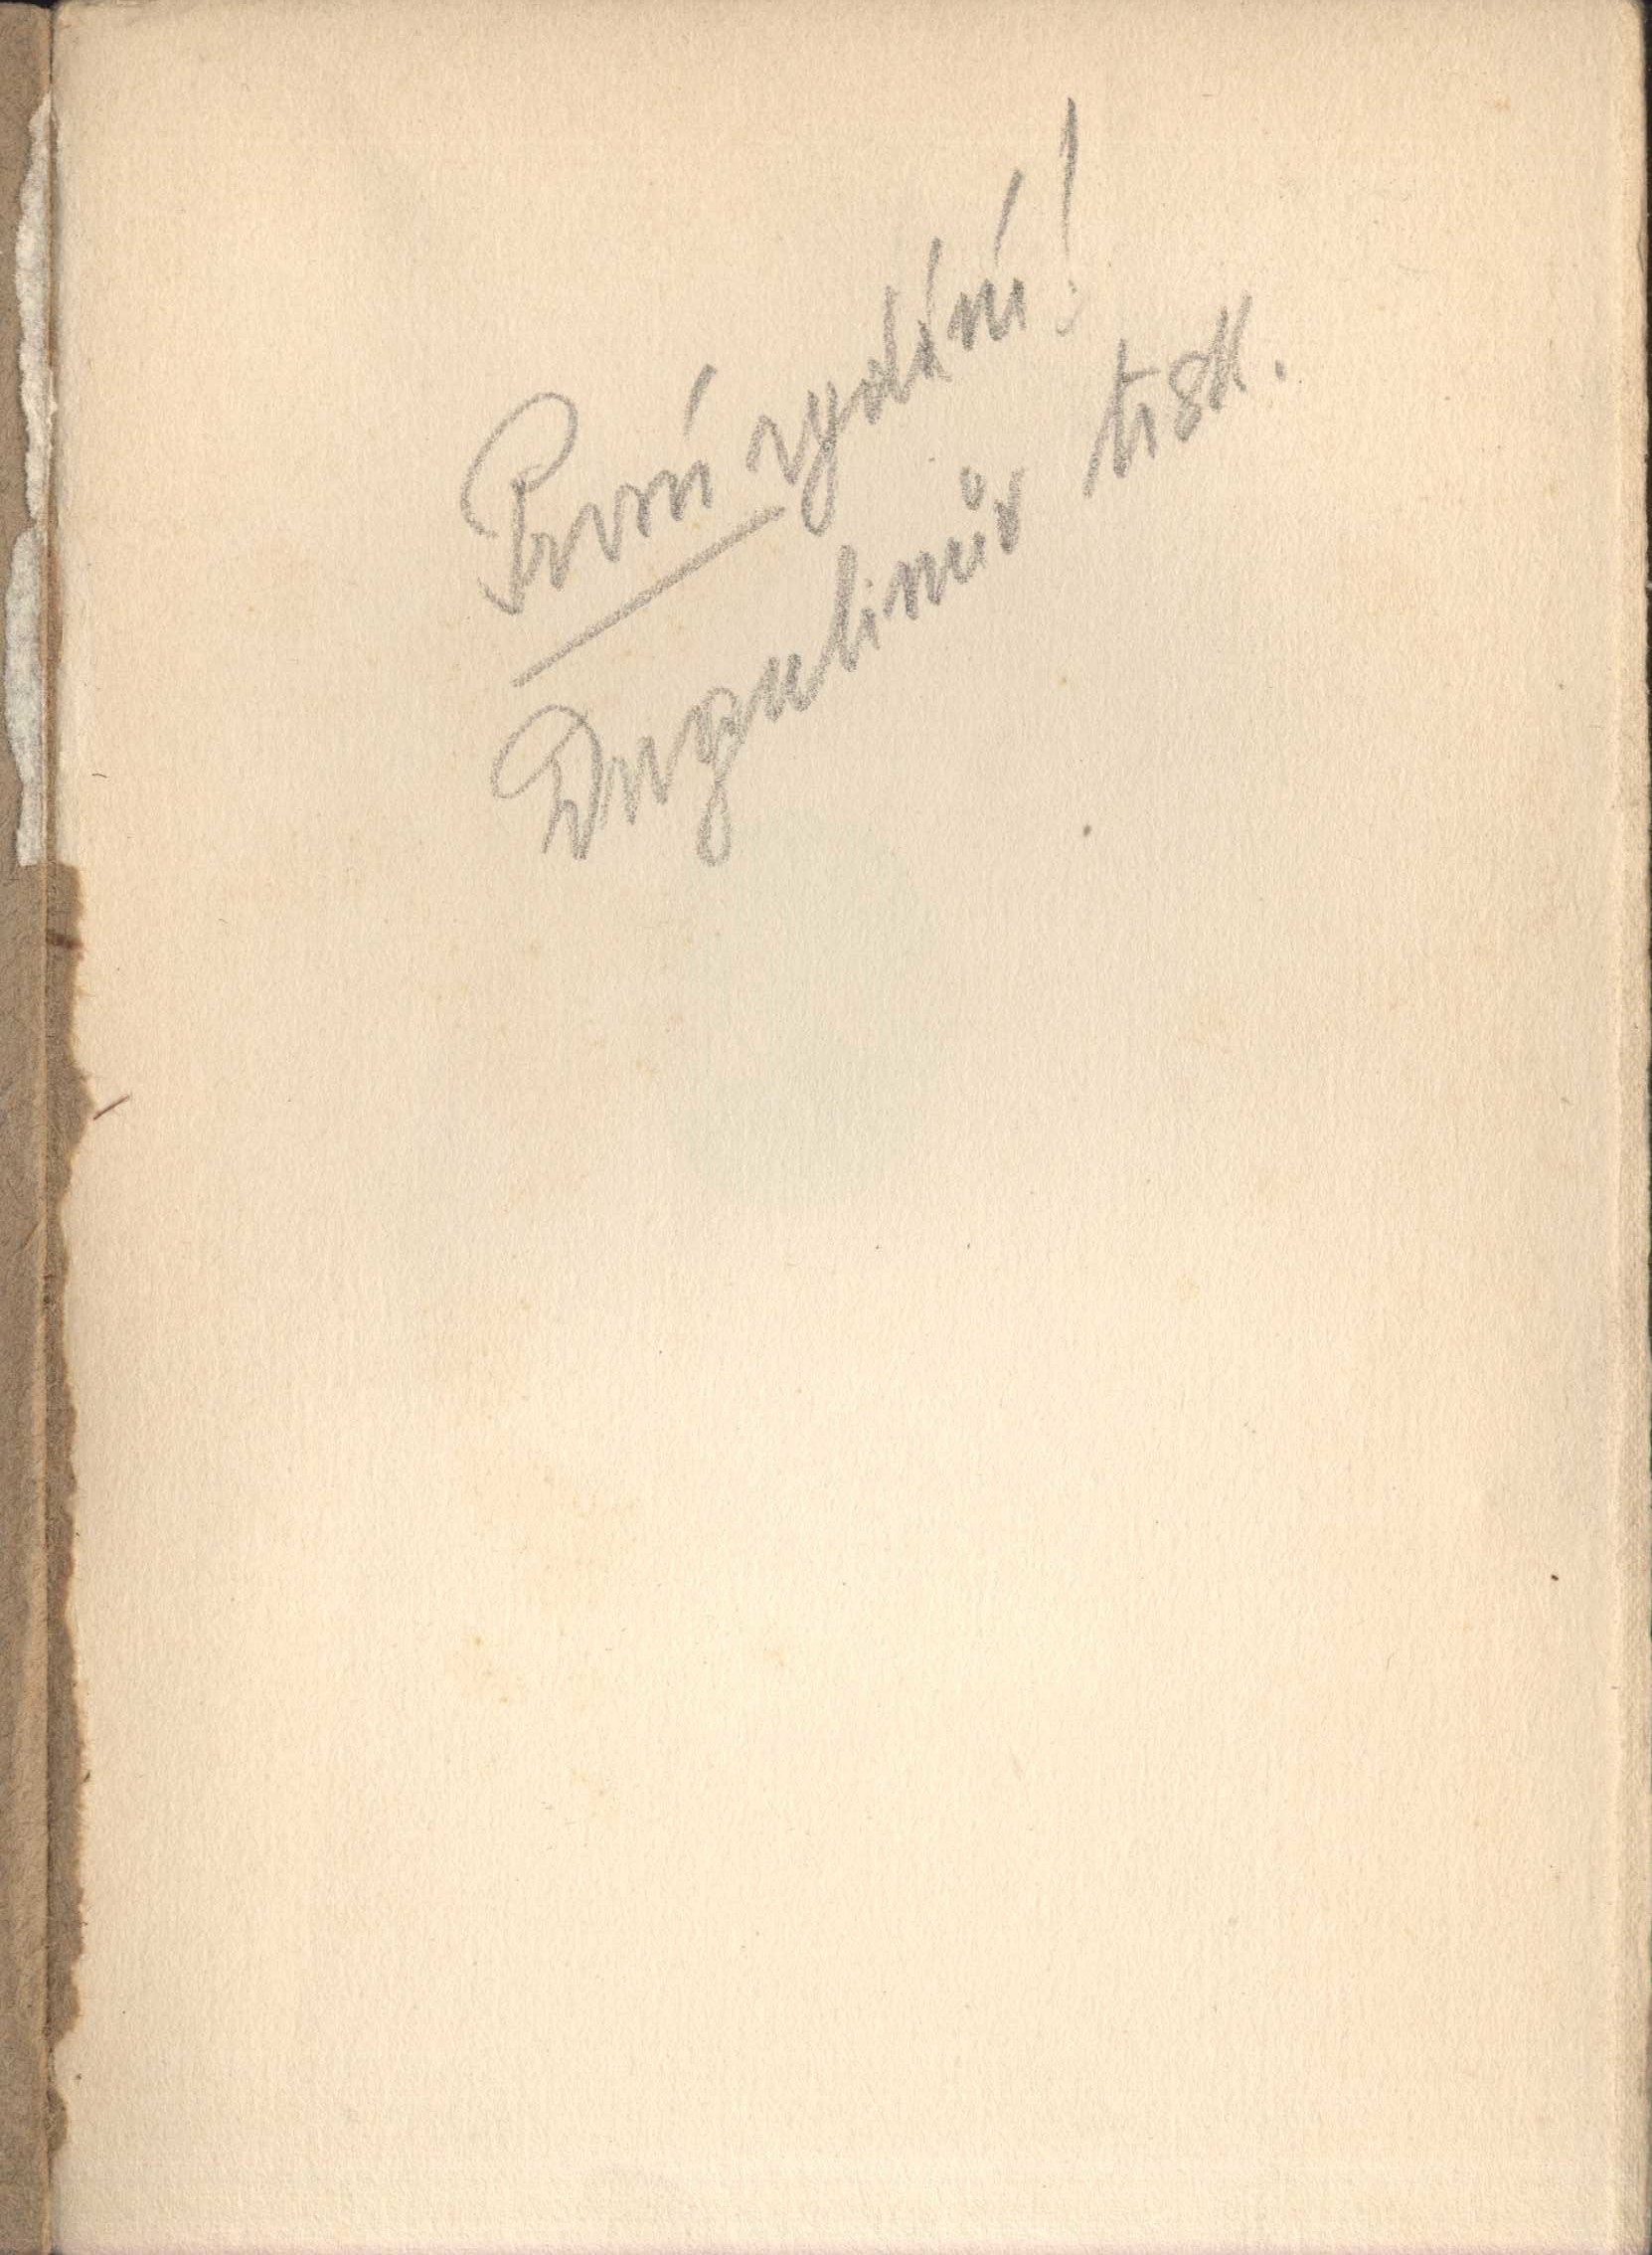 První vydání!
Drugulinův tisk.